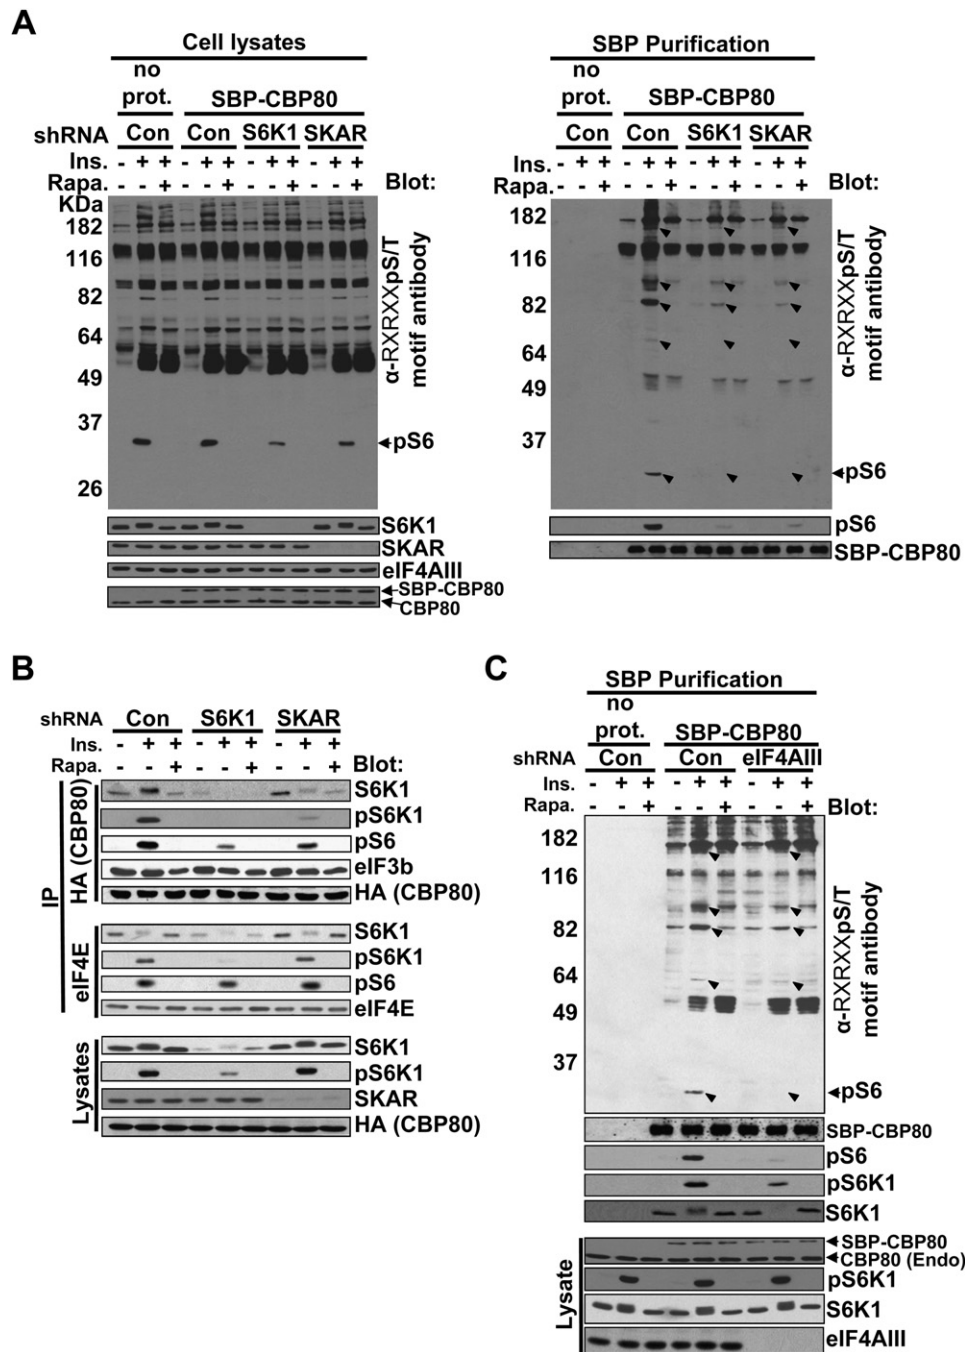 A
Cell lysates
no prot.
SBP-CBP80
shRNA Con Con S6K1 SKAR
Ins. - + + - + + - + + - + +
Rapa. - - + - - + - - + - - + Blot:
KDa
182
116
82
64
49
37
26
α-RXRXXpS/T
motif antibody
pS6
S6K1
SKAR
eIF4AIII
SBP-CBP80
CBP80
SBP Purification
no prot.
SBP-CBP80
shRNA Con Con S6K1 SKAR
Ins. - + + - + + - + + - + +
Rapa. - - + - - + - - + - - + Blot:
182
116
82
64
49
37
α-RXRXXpS/T
motif antibody
pS6
pS6
SBP-CBP80
B
shRNA Con S6K1 SKAR
Ins. - + + - + + - + +
Rapa. - - + - - + - - + Blot:
IP
HA (CBP80)
S6K1
pS6K1
pS6
eIF3b
HA (CBP80)
eIF4E
S6K1
pS6K1
pS6
eIF4E
Lysates
S6K1
pS6K1
SKAR
HA (CBP80)
C
SBP Purification
no prot.
SBP-CBP80
shRNA Con Con eIF4AIII
Ins. - + + - + + - + +
Rapa. - - + - - + - - + Blot:
182
116
82
64
49
37
α-RXRXXpS/T
motif antibody
pS6
SBP-CBP80
pS6
pS6K1
S6K1
Lysate
SBP-CBP80
CBP80 (Endo)
pS6K1
S6K1
eIF4AIII